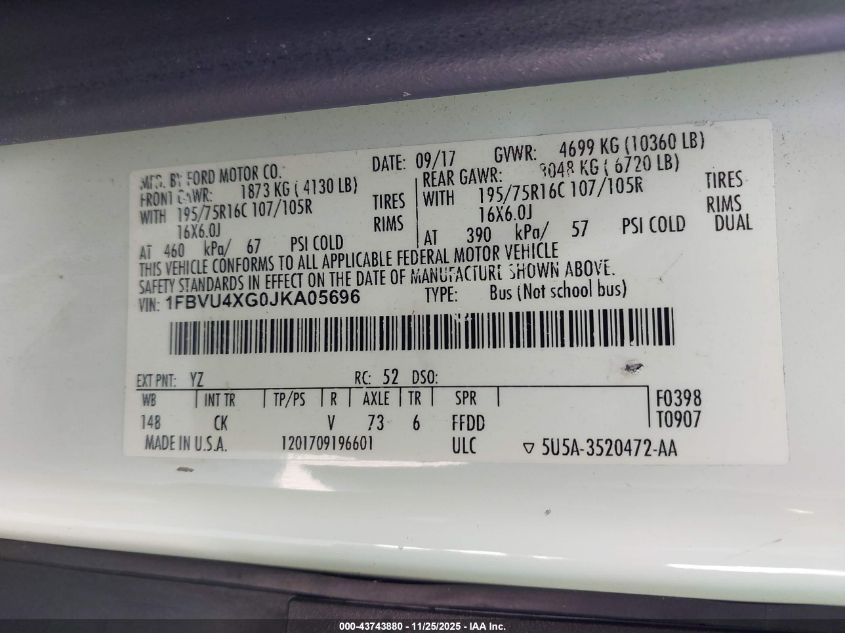 MFD. BY FORD MOTOR CO. DATE: 09/17 GVWR: 4699 KG (10360 LB)
FRONT GAWR: 1873 KG ( 4130 LB) REAR GAWR: 3048 KG ( 6720 LB)
WITH 195/75R16C 107/105R TIRES WITH 195/75R16C 107/105R TIRES
16X6.0J RIMS 16X6.0J RIMS
AT 460 kPa/ 67 PSI COLD AT 390 kPa/ 57 PSI COLD DUAL
THIS VEHICLE CONFORMS TO ALL APPLICABLE FEDERAL MOTOR VEHICLE
SAFETY STANDARDS IN EFFECT ON THE DATE OF MANUFACTURE SHOWN ABOVE.
VIN: 1FBVU4XG0JKA05696 TYPE: Bus (Not school bus)
EXT PNT: YZ RC: 52 DSO:
WB INT TR TP/PS R AXLE TR SPR F0398
148 CK V 73 6 FFDD T0907
MADE IN U.S.A. 1201709196601 ULC ▽ 5U5A-3520472-AA
000-43743880 - 11/25/2025 - IAA Inc.